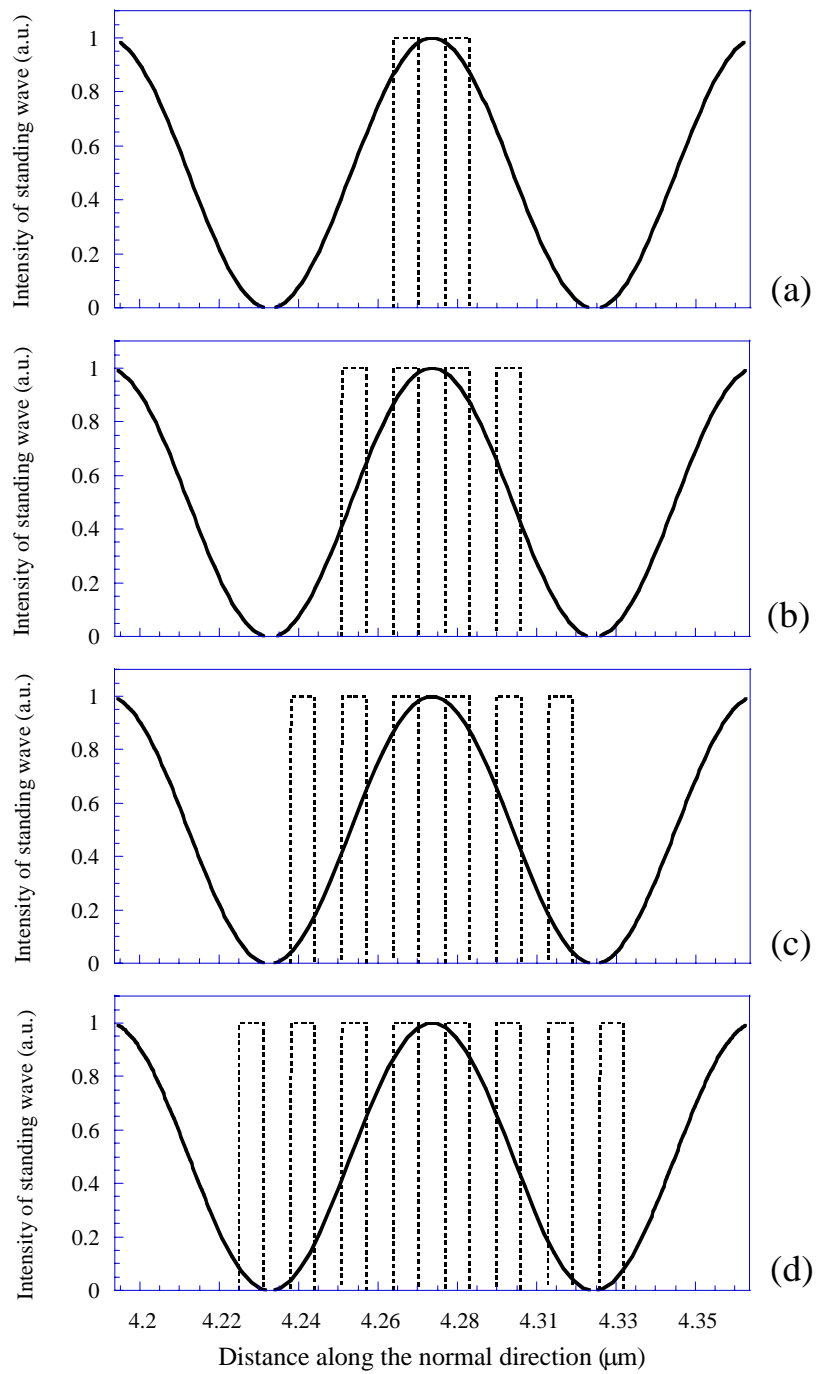 Intensity of standing wave (a.u.)
1
0.8
0.6
0.4
0.2
0
(a)
Intensity of standing wave (a.u.)
1
0.8
0.6
0.4
0.2
0
(b)
Intensity of standing wave (a.u.)
1
0.8
0.6
0.4
0.2
0
(c)
Intensity of standing wave (a.u.)
1
0.8
0.6
0.4
0.2
0
(d)
4.2 4.22 4.24 4.26 4.28 4.31 4.33 4.35
Distance along the normal direction (μm)